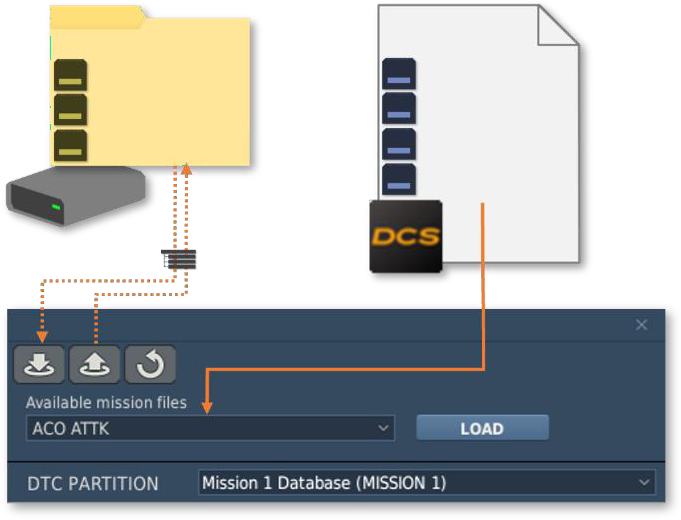 DCS
Available mission files
ACO ATTK
LOAD
DTC PARTITION
Mission 1 Database (MISSION 1)